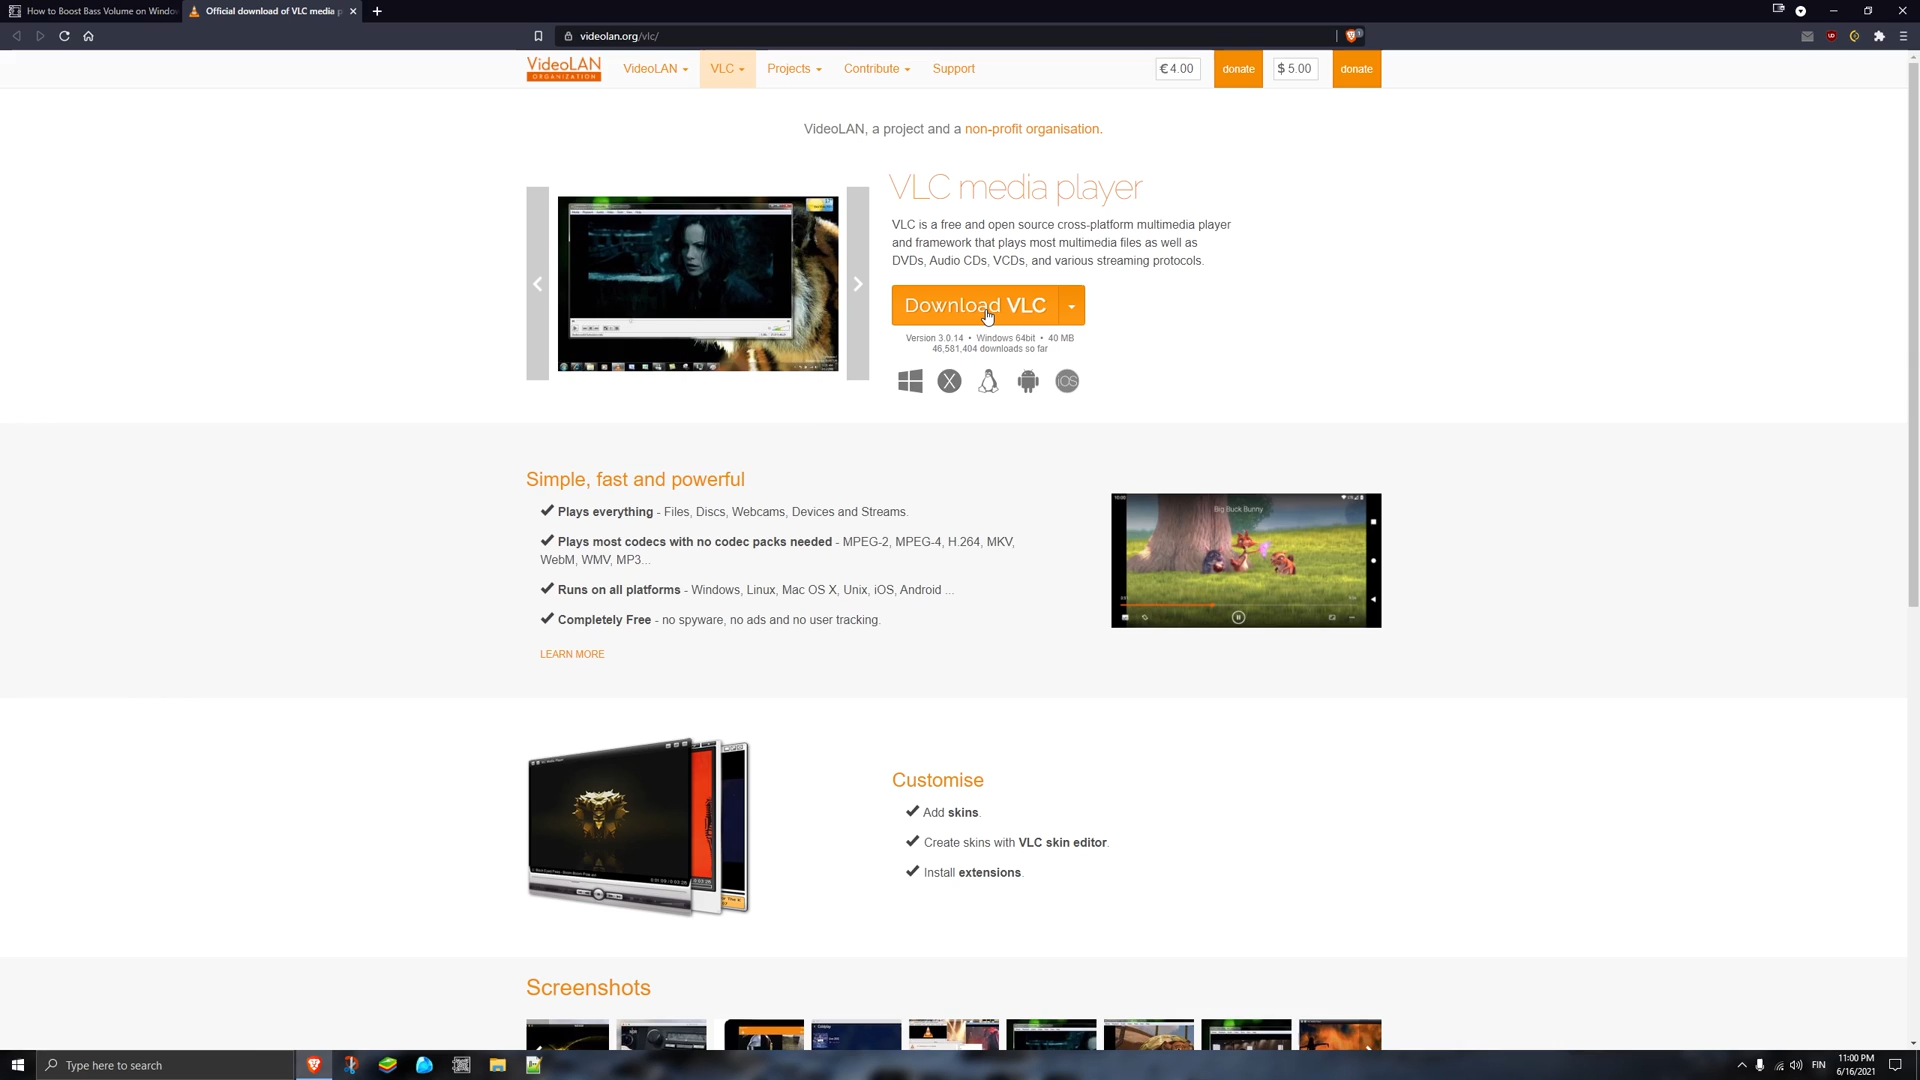 How to Boost Bass Volume on Windo
Official download of VLC media p
videolan.org/vlc/
VideoLAN
ORGANIZATION
VideoLAN
VLC
Projects
Contribute
Support
€ 4.00
donate
$ 5.00
donate
VideoLAN, a project and a non-profit organisation.
VLC media player
VLC is a free and open source cross-platform multimedia player
and framework that plays most multimedia files as well as
DVDs, Audio CDs, VCDs, and various streaming protocols.
Download VLC
Version 3.0.14 • Windows 64bit • 40 MB
46,581,404 downloads so far
X
iOS
Simple, fast and powerful
Plays everything - Files, Discs, Webcams, Devices and Streams.
Plays most codecs with no codec packs needed - MPEG-2, MPEG-4, H.264, MKV,
WebM, WMV, MP3...
Runs on all platforms - Windows, Linux, Mac OS X, Unix, iOS, Android ...
Completely Free - no spyware, no ads and no user tracking.
LEARN MORE
Big Buck Bunny
Customise
Add skins.
Create skins with VLC skin editor.
Install extensions.
Screenshots
Type here to search
FIN
11:00 PM
6/16/2021